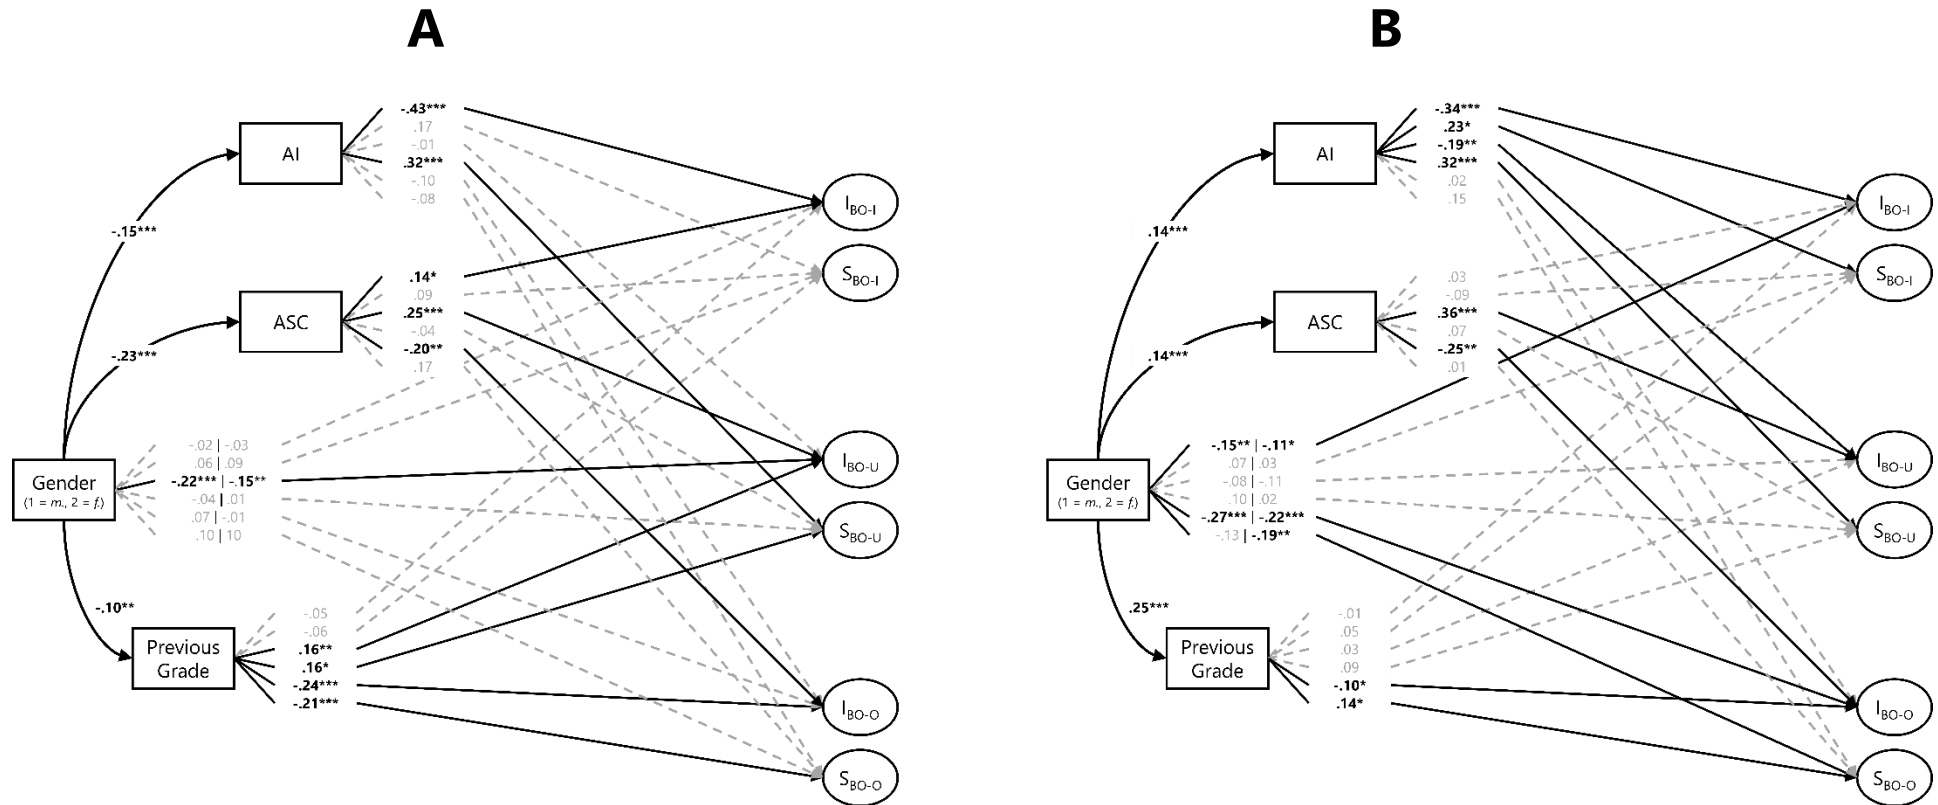 A
AI
-.43***
.17
-.01
.32***
-.10
-.08
-.15***
ASC
.14*
.09
.25***
-.04
-.20**
.17
-.23***
Gender
(1 = m., 2 = f.)
-.02 | -.03
.06 | .09
-.22*** | -.15**
-.04 | .01
.07 | -.01
.10 | 10
-.10**
Previous
Grade
-.05
-.06
.16**
.16*
-.24***
-.21***
IBO-I
SBO-I
IBO-U
SBO-U
IBO-O
SBO-O
B
AI
-.34***
.23*
-.19**
.32***
.02
.15
.14***
ASC
.03
-.09
.36***
.07
-.25**
.01
.14***
Gender
(1 = m., 2 = f.)
-.15** | -.11*
.07 | .03
-.08 | -.11
.10 | .02
-.27*** | -.22***
-.13 | -.19**
.25***
Previous
Grade
-.01
.05
.03
.09
-.10*
.14*
IBO-I
SBO-I
IBO-U
SBO-U
IBO-O
SBO-O